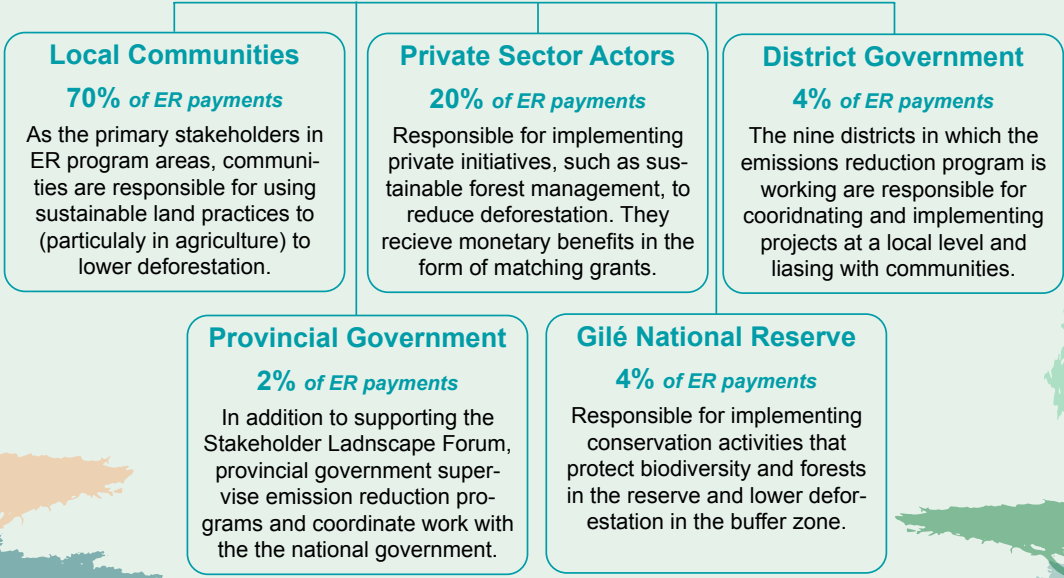 Local Communities
70% of ER payments
As the primary stakeholders in
ER program areas, communi-
ties are responsible for using
sustainable land practices to
(particulaly in agriculture) to
lower deforestation.
Private Sector Actors
20% of ER payments
Responsible for implementing
private initiatives, such as sus-
tainable forest management, to
reduce deforestation. They
recieve monetary benefits in the
form of matching grants.
District Government
4% of ER payments
The nine districts in which the
emissions reduction program is
working are responsible for
cooridnating and implementing
projects at a local level and
liasing with communities.
Provincial Government
2% of ER payments
In addition to supporting the
Stakeholder Ladnscape Forum,
provincial government super-
vise emission reduction pro-
grams and coordinate work with
the the national government.
Gilé National Reserve
4% of ER payments
Responsible for implementing
conservation activities that
protect biodiversity and forests
in the reserve and lower defor-
estation in the buffer zone.